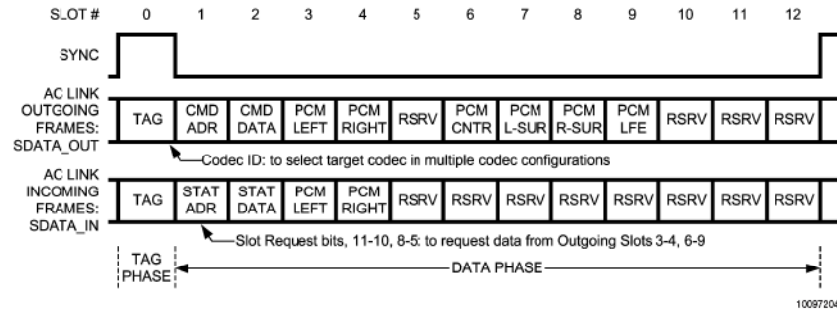 SLOT # 0 1 2 3 4 5 6 7 8 9 10 11 12
SYNC
AC LINK
OUTGOING
FRAMES:
SDATA_OUT
TAG
CMD ADR
CMD DATA
PCM LEFT
PCM RIGHT
RSRV
PCM CNTR
PCM L-SUR
PCM R-SUR
PCM LFE
RSRV
RSRV
RSRV
Codec ID: to select target codec in multiple codec configurations
AC LINK
INCOMING
FRAMES:
SDATA_IN
TAG
STAT ADR
STAT DATA
PCM LEFT
PCM RIGHT
RSRV
RSRV
RSRV
RSRV
RSRV
RSRV
RSRV
RSRV
Slot Request bits, 11-10, 8-5: to request data from Outgoing Slots 3-4, 6-9
TAG
PHASE
DATA PHASE
10097204